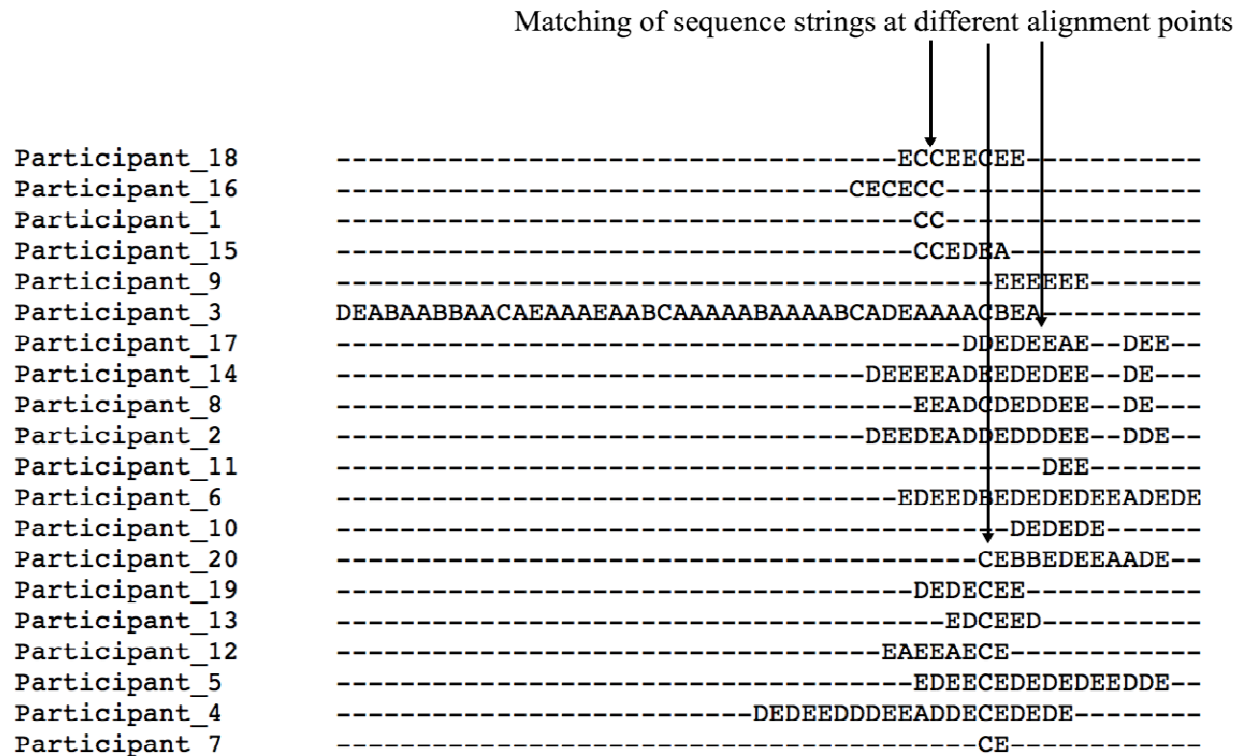 Matching of sequence strings at different alignment points
Participant_18 -----------------------------------ECCEECEE-----------
Participant_16 --------------------------------CECECC----------------
Participant_1 ------------------------------------CC----------------
Participant_15 ------------------------------------CCEDEA------------
Participant_9 -----------------------------------------EEEEEE-------
Participant_3 DEABAABBAACAEAAAEAABCAAAAABAAAABCADEAAAACBEA----------
Participant_17 ---------------------------------------DDEDEEAE--DEE--
Participant_14 ---------------------------------DEEEEADEEDEDEE--DE---
Participant_8 ------------------------------------EEADCDEDDEE--DE---
Participant_2 ---------------------------------DEEDEADDEDDDEE--DDE--
Participant_11 --------------------------------------------DEE-------
Participant_6 -----------------------------------EDEEDBEDEDEDEEADEDE
Participant_10 ------------------------------------------DEDEDE------
Participant_20 ----------------------------------------CEBBEDEEAADE--
Participant_19 ------------------------------------DEDECEE-----------
Participant_13 --------------------------------------EDCEED----------
Participant_12 ----------------------------------EAEEAECE------------
Participant_5 ------------------------------------EDEECEDEDEDEEDDE--
Participant_4 --------------------------DEDEEDDDEEADDECEDEDE--------
Participant_7 ----------------------------------------CE------------